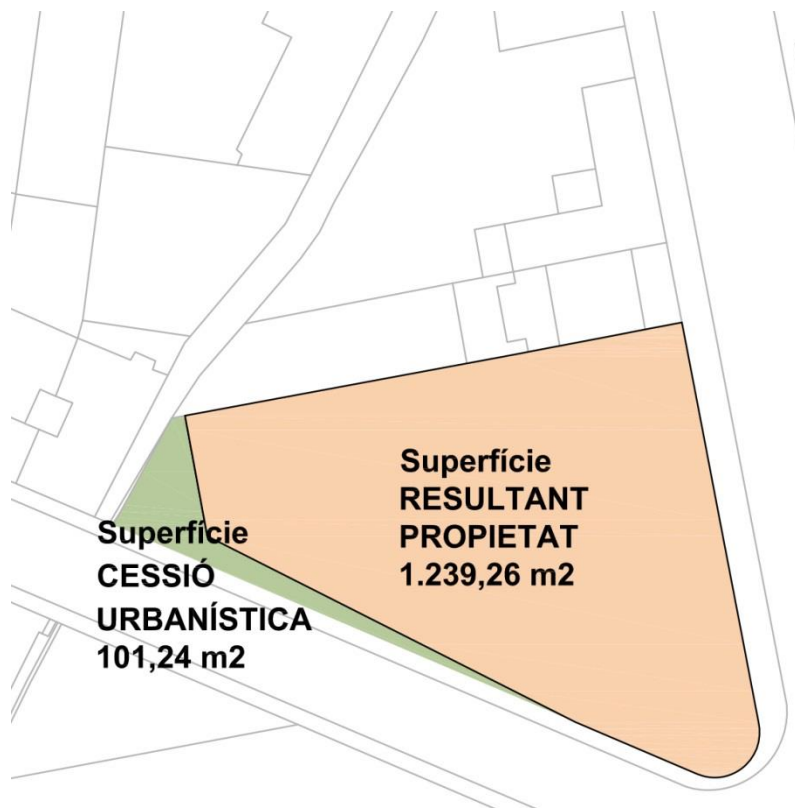 Superfície
RESULTANT
PROPIETAT
1.239,26 m2
Superfície
CESSIÓ
URBANÍSTICA
101,24 m2